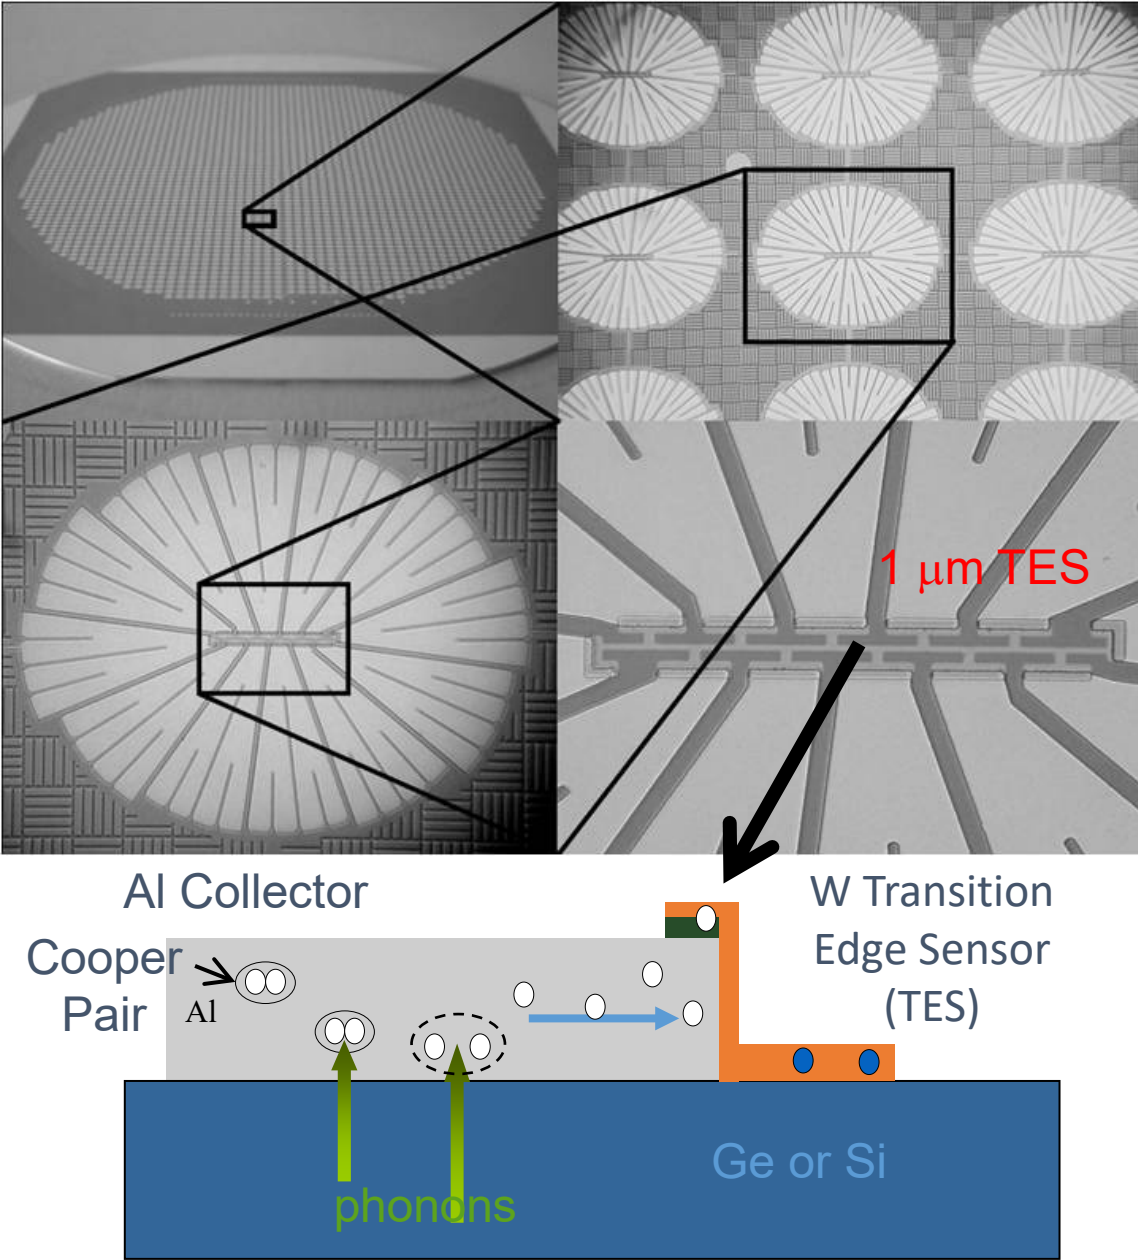 1 μm TES
Al Collector
W Transition
Edge Sensor
(TES)
Cooper
Pair
Al
Ge or Si
phonons